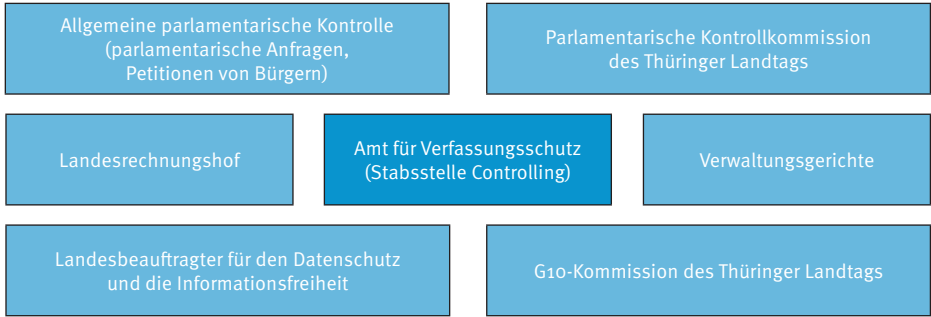 Allgemeine parlamentarische Kontrolle
(parlamentarische Anfragen,
Petitionen von Bürgern)
Parlamentarische Kontrollkommission
des Thüringer Landtags
Landesrechnungshof
Amt für Verfassungsschutz
(Stabsstelle Controlling)
Verwaltungsgerichte
Landesbeauftragter für den Datenschutz
und die Informationsfreiheit
G10-Kommission des Thüringer Landtags